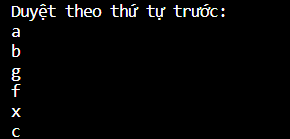 Duyệt theo thứ tự trước:
a
b
g
f
x
c